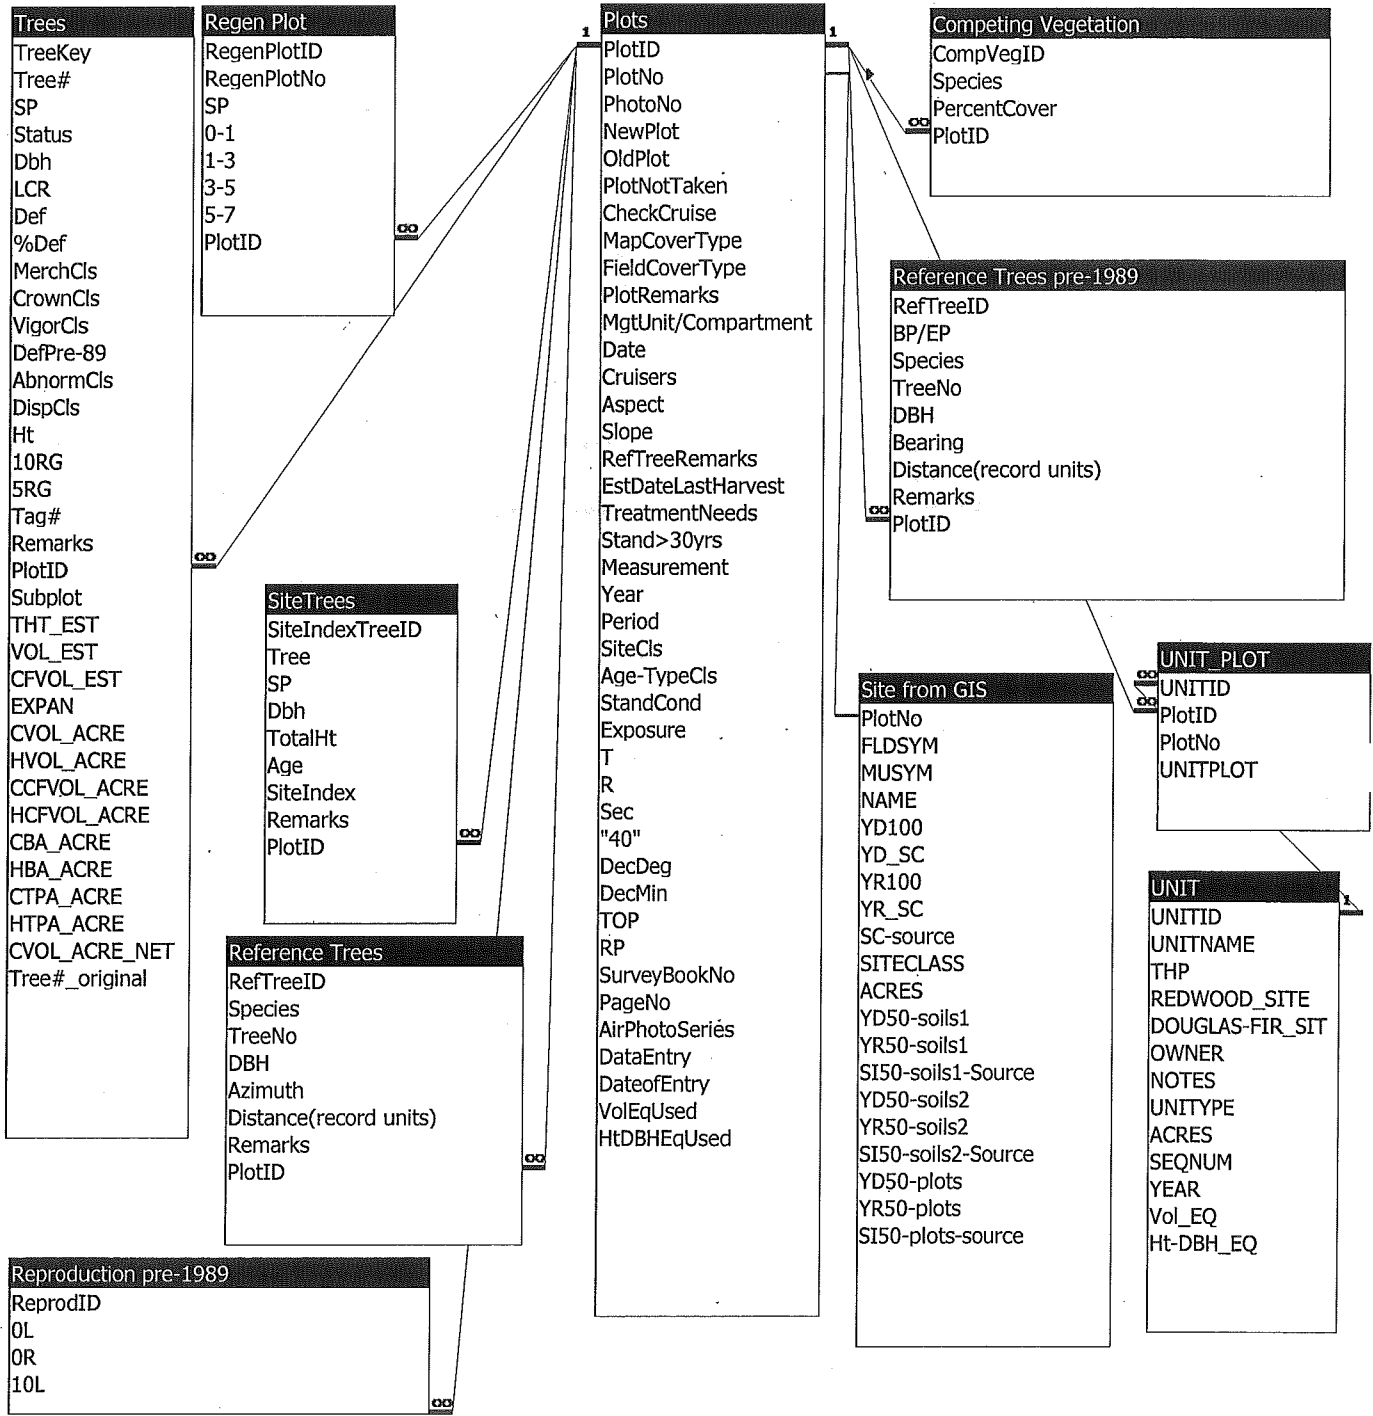 Trees
TreeKey
Tree#
SP
Status
Dbh
LCR
Def
%Def
MerchCls
CrownCls
VigorCls
DefPre-89
AbnormCls
DispCls
Ht
10RG
5RG
Tag#
Remarks
PlotID
Subplot
THT_EST
VOL_EST
CFVOL_EST
EXPAN
CVOL_ACRE
HVOL_ACRE
CCFVOL_ACRE
HCFVOL_ACRE
CBA_ACRE
HBA_ACRE
CTPA_ACRE
HTPA_ACRE
CVOL_ACRE_NET
Tree#_original
∞
Regen Plot
RegenPlotID
RegenPlotNo
SP
0-1
1-3
3-5
5-7
PlotID
∞
SiteTrees
SiteIndexTreeID
Tree
SP
Dbh
TotalHt
Age
SiteIndex
Remarks
PlotID
∞
Reference Trees
RefTreeID
Species
TreeNo
DBH
Azimuth
Distance(record units)
Remarks
PlotID
∞
Reproduction pre-1989
ReprodID
0L
0R
10L
∞
1
Plots
1
PlotID
PlotNo
PhotoNo
NewPlot
OldPlot
PlotNotTaken
CheckCruise
MapCoverType
FieldCoverType
PlotRemarks
MgtUnit/Compartment
Date
Cruisers
Aspect
Slope
RefTreeRemarks
EstDateLastHarvest
TreatmentNeeds
Stand>30yrs
Measurement
Year
Period
SiteCls
Age-TypeCls
StandCond
Exposure
T
R
Sec
"40"
DecDeg
DecMin
TOP
RP
SurveyBookNo
PageNo
AirPhotoSeries
DataEntry
DateofEntry
VolEqUsed
HtDBHEqUsed
Competing Vegetation
CompVegID
Species
PercentCover
∞
PlotID
Reference Trees pre-1989
RefTreeID
BP/EP
Species
TreeNo
DBH
Bearing
Distance(record units)
Remarks
∞
PlotID
Site from GIS
PlotNo
FLDSYM
MUSYM
NAME
YD100
YD_SC
YR100
YR_SC
SC-source
SITECLASS
ACRES
YD50-soils1
YR50-soils1
SI50-soils1-Source
YD50-soils2
YR50-soils2
SI50-soils2-Source
YD50-plots
YR50-plots
SI50-plots-source
UNIT_PLOT
∞
UNITID
∞
PlotID
PlotNo
UNITPLOT
UNIT
1
UNITID
UNITNAME
THP
REDWOOD_SITE
DOUGLAS-FIR_SIT
OWNER
NOTES
UNITYPE
ACRES
SEQNUM
YEAR
Vol_EQ
Ht-DBH_EQ